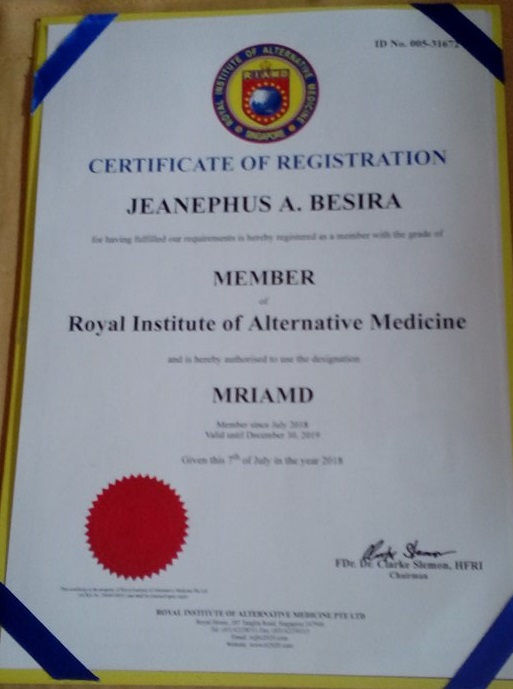 ID No. 005-31672
ROYAL INSTITUTE OF ALTERNATIVE MEDICINE
RIAMD
SINGAPORE
CERTIFICATE OF REGISTRATION
JEANEPHUS A. BESIRA
for having fulfilled our requirements is hereby registered as a member with the grade of
MEMBER
of
Royal Institute of Alternative Medicine
and is hereby authorised to use the designation
MRIAMD
Member since July 2018
Valid until December 30, 2019
Given this 7th of July in the year 2018
FDr. Dr. Clarke Slemon, HFRI
Chairman
ROYAL INSTITUTE OF ALTERNATIVE MEDICINE PTE LTD